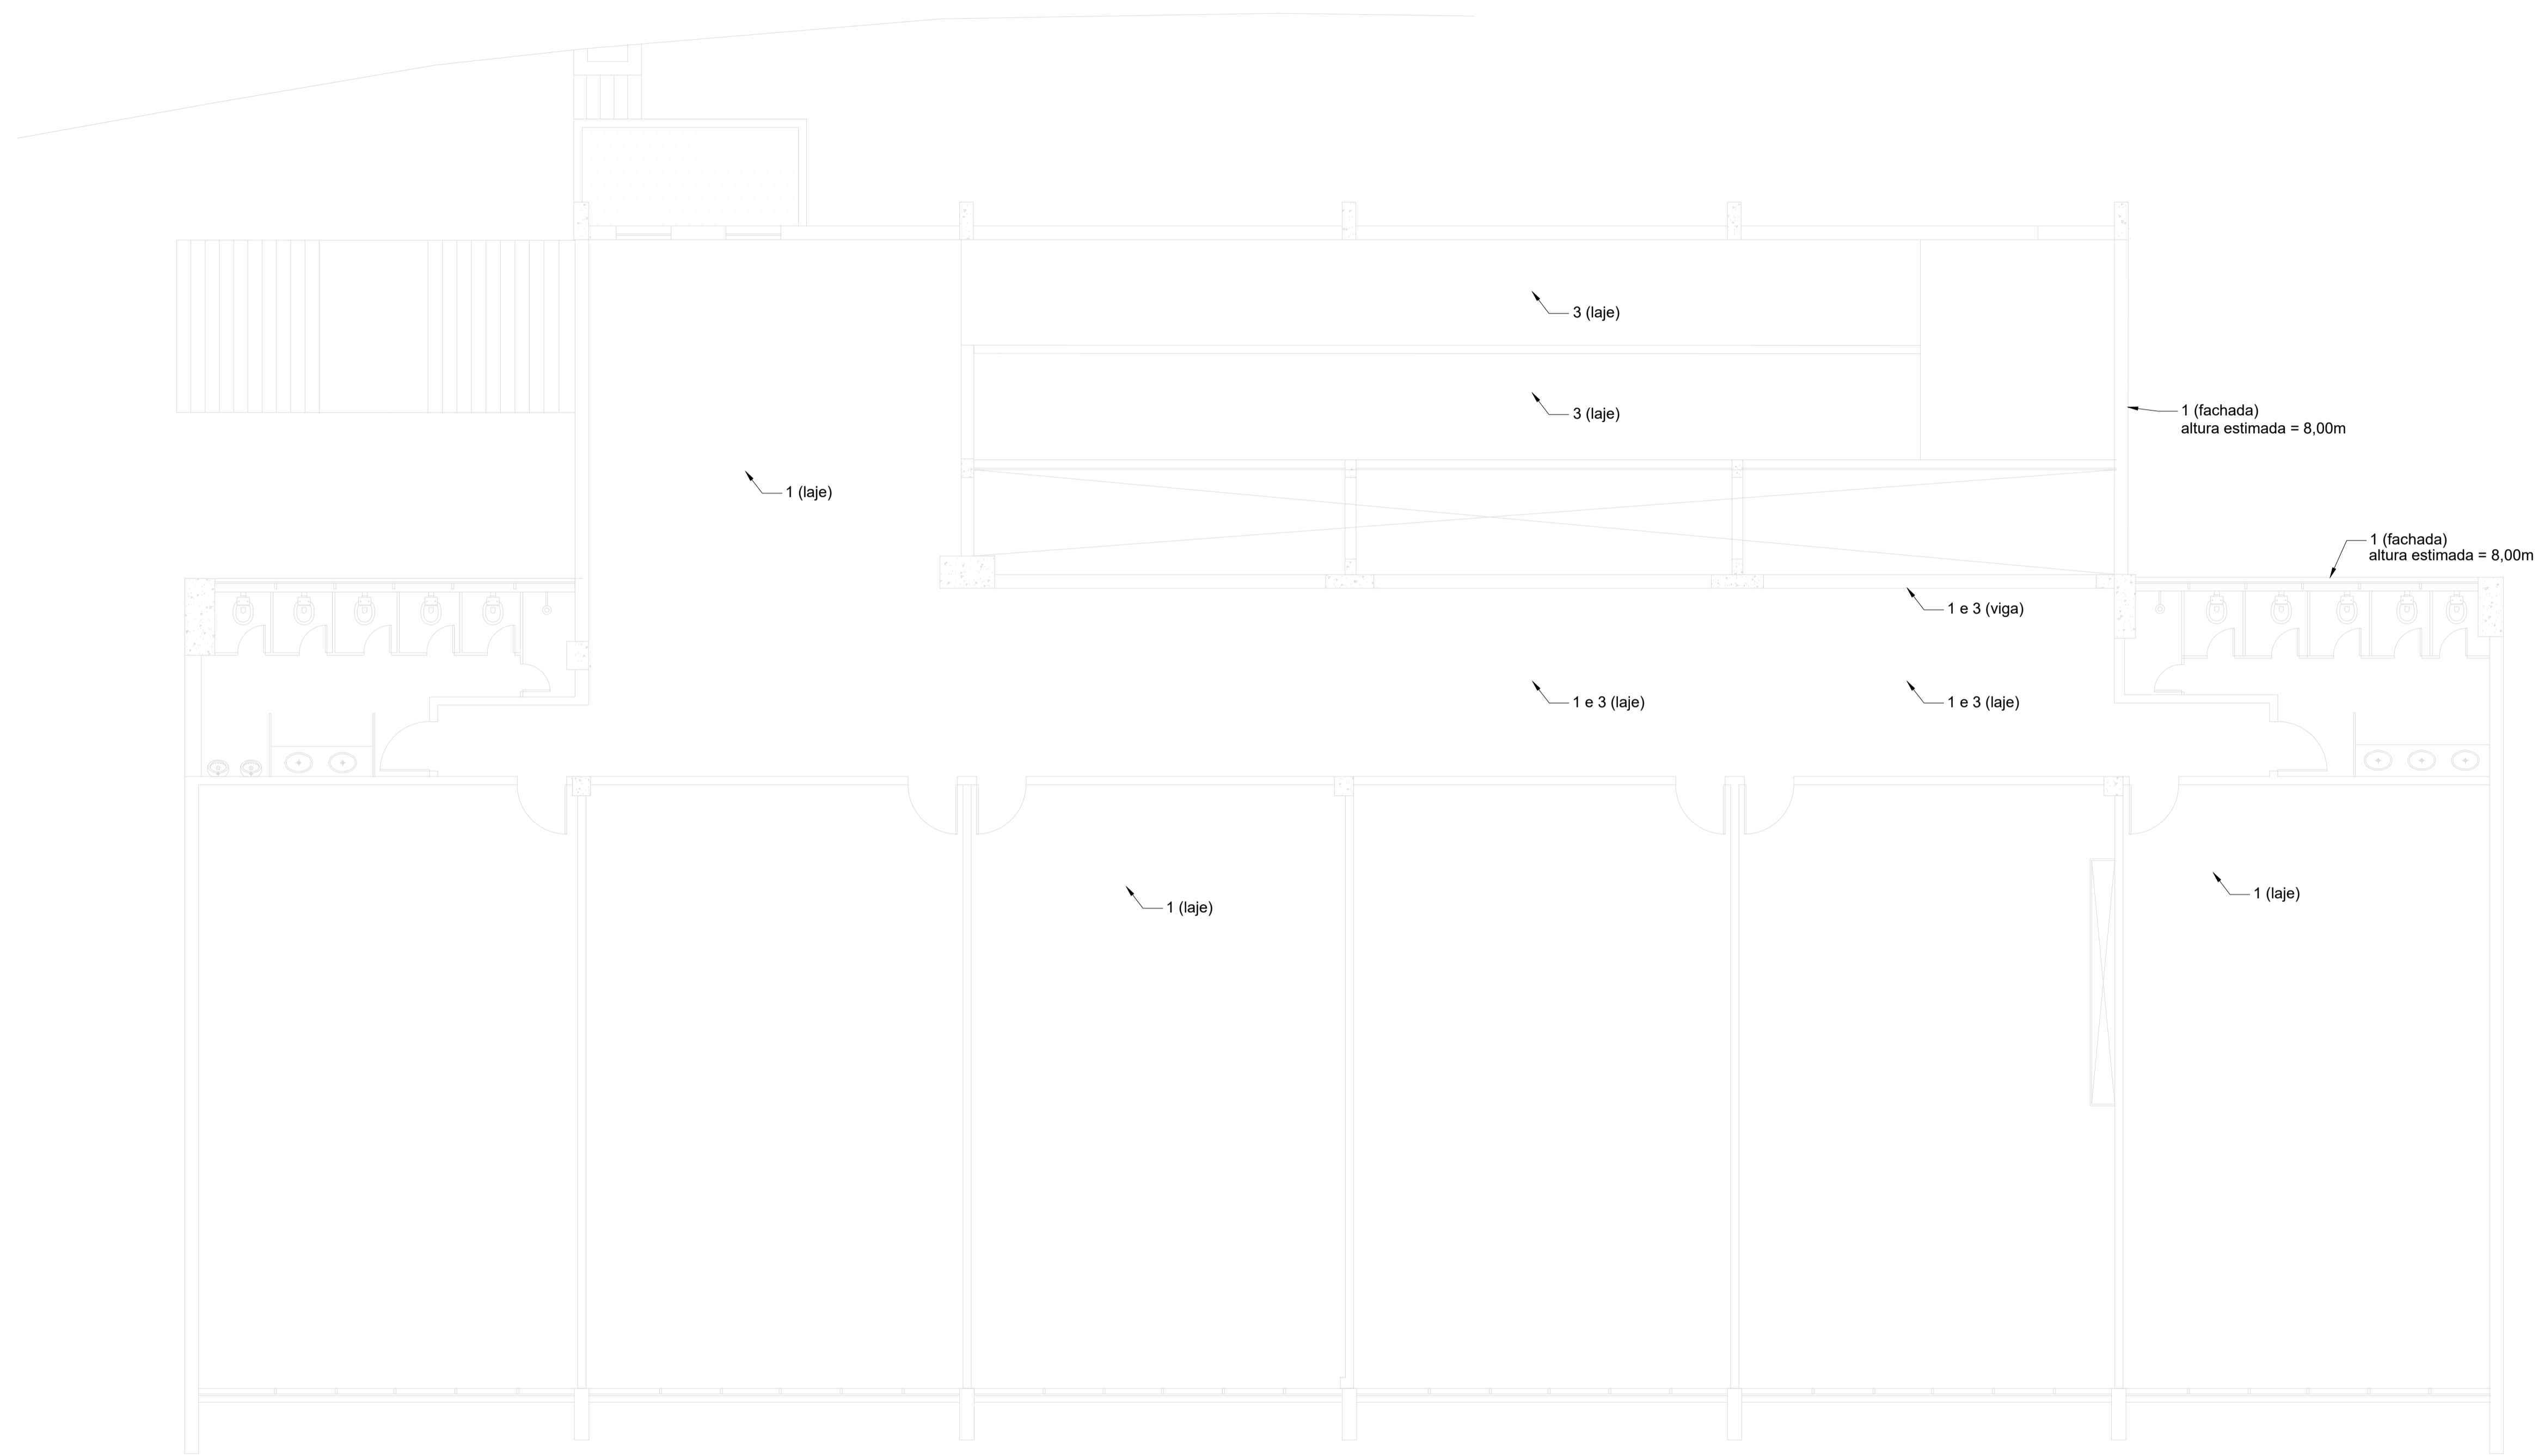 3 (laje)
3 (laje)
1 (fachada)
altura estimada = 8,00m
1 (laje)
1 (fachada)
altura estimada = 8,00m
1 e 3 (viga)
1 e 3 (laje)
1 e 3 (laje)
1 (laje)
1 (laje)